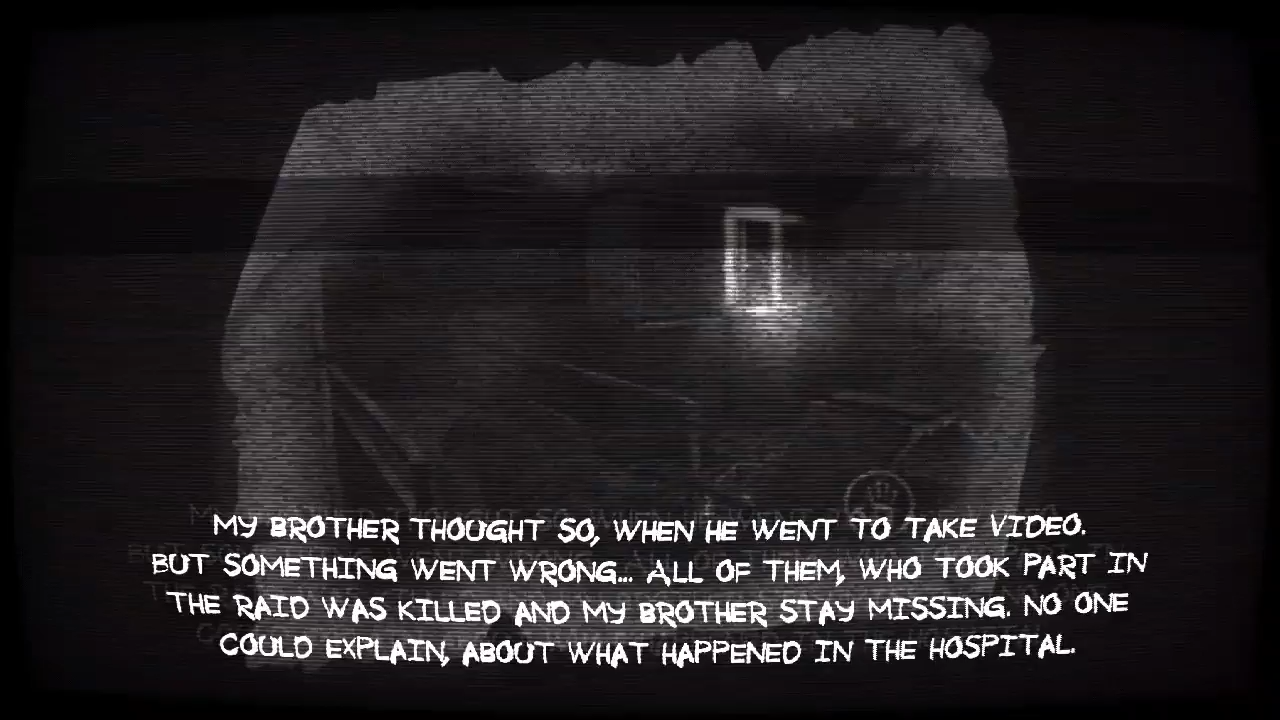 MY BROTHER THOUGHT SO, WHEN HE WENT TO TAKE VIDEO.
BUT SOMETHING WENT WRONG... ALL OF THEM, WHO TOOK PART IN
THE RAID WAS KILLED AND MY BROTHER STAY MISSING. NO ONE
COULD EXPLAIN, ABOUT WHAT HAPPENED IN THE HOSPITAL.